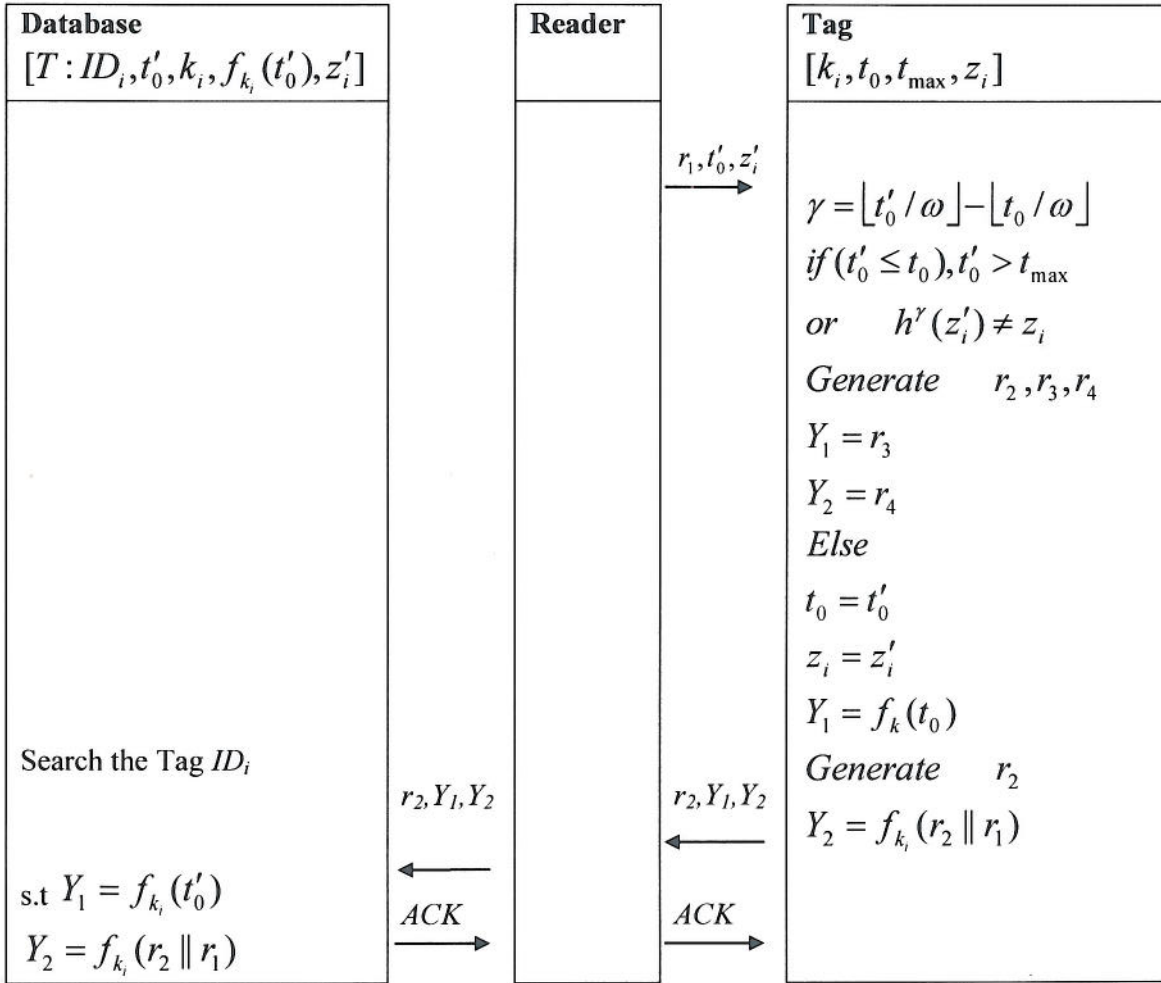 Database
[T : ID_i, t'_0, k_i, f_{k_i}(t'_0), z'_i]
Reader
Tag
[k_i, t_0, t_max, z_i]
r_1, t'_0, z'_i
γ = ⌊t'_0 / ω⌋ − ⌊t_0 / ω⌋
if (t'_0 ≤ t_0), t'_0 > t_max
or h^γ(z'_i) ≠ z_i
Generate r_2, r_3, r_4
Y_1 = r_3
Y_2 = r_4
Else
t_0 = t'_0
z_i = z'_i
Y_1 = f_k(t_0)
Generate r_2
Y_2 = f_{k_i}(r_2 || r_1)
r_2, Y_1, Y_2
r_2, Y_1, Y_2
Search the Tag ID_i
s.t Y_1 = f_{k_i}(t'_0)
Y_2 = f_{k_i}(r_2 || r_1)
ACK
ACK